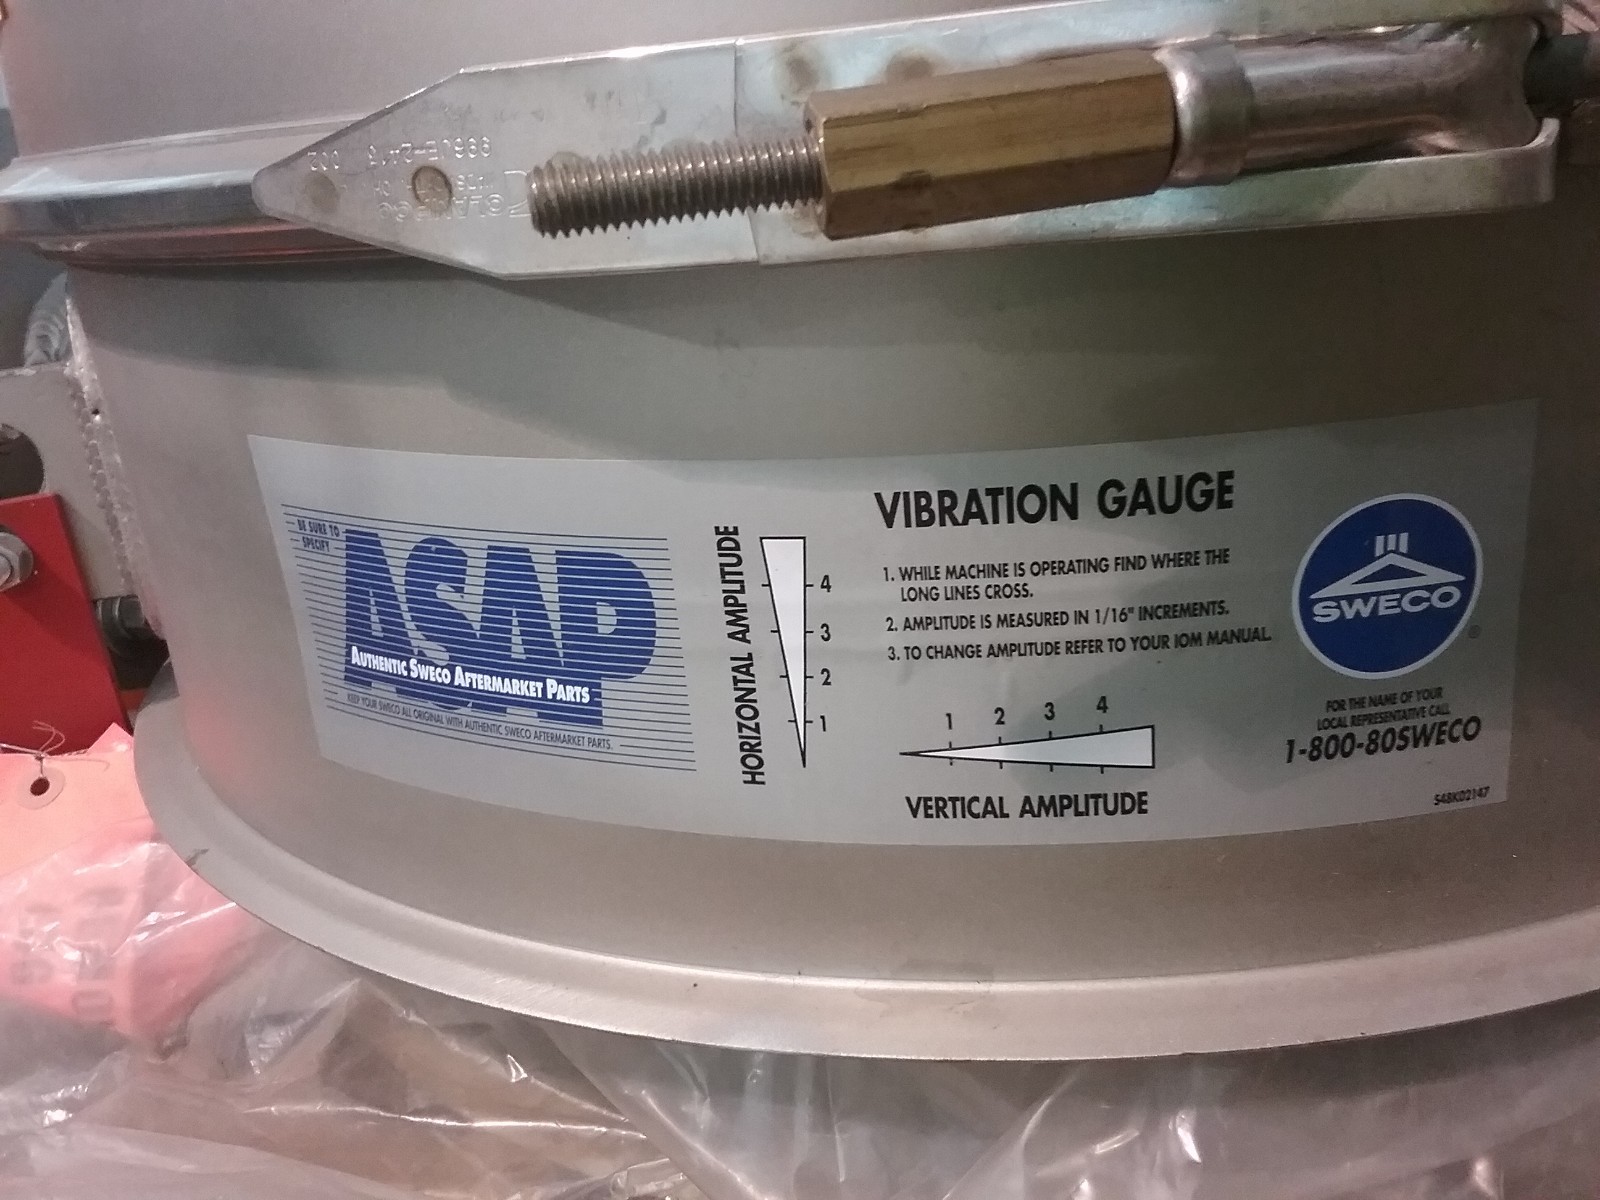 BE SURE TO
SPECIFY
ASAP
AUTHENTIC SWECO AFTERMARKET PARTS
KEEP YOUR SWECO ALL ORIGINAL WITH AUTHENTIC SWECO AFTERMARKET PARTS.
HORIZONTAL AMPLITUDE
4
3
2
1
VIBRATION GAUGE
1. WHILE MACHINE IS OPERATING FIND WHERE THE
LONG LINES CROSS.
2. AMPLITUDE IS MEASURED IN 1/16" INCREMENTS.
3. TO CHANGE AMPLITUDE REFER TO YOUR IOM MANUAL.
1 2 3 4
VERTICAL AMPLITUDE
SWECO
®
FOR THE NAME OF YOUR
LOCAL REPRESENTATIVE CALL
1-800-80SWECO
S48K02147